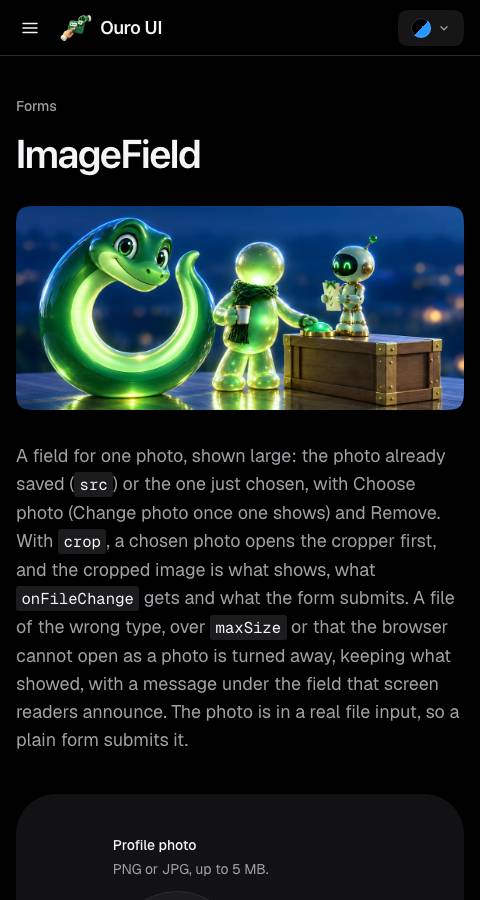 Ouro UI
Forms
ImageField
A field for one photo, shown large: the photo already
saved (src) or the one just chosen, with Choose
photo (Change photo once one shows) and Remove.
With crop, a chosen photo opens the cropper first,
and the cropped image is what shows, what
onFileChange gets and what the form submits. A file
of the wrong type, over maxSize or that the browser
cannot open as a photo is turned away, keeping what
showed, with a message under the field that screen
readers announce. The photo is in a real file input, so a
plain form submits it.
Profile photo
PNG or JPG, up to 5 MB.